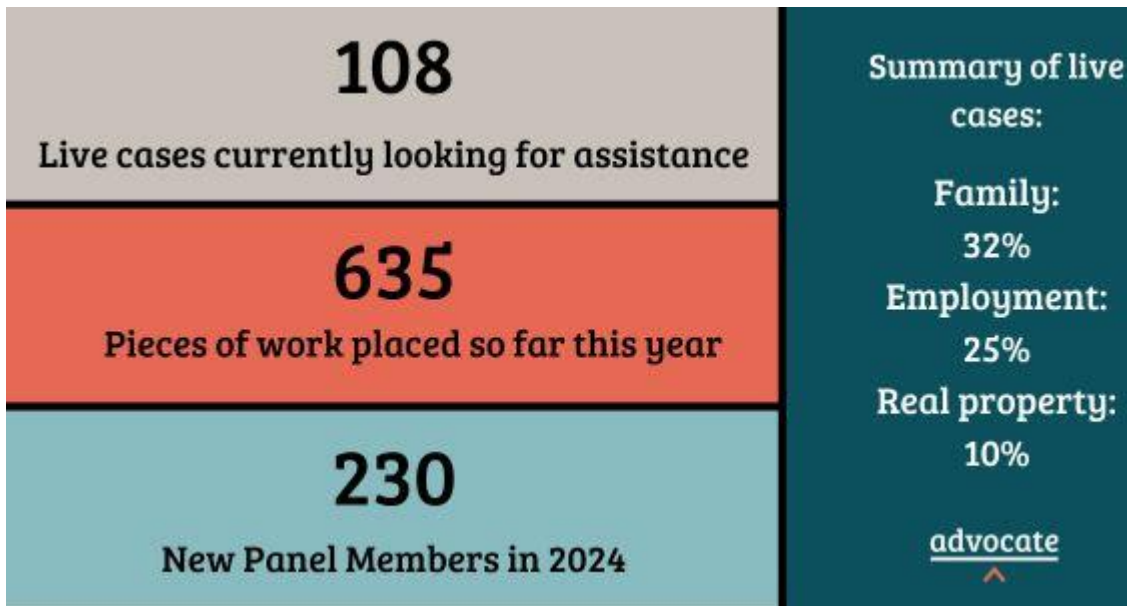 108
Live cases currently looking for assistance
635
Pieces of work placed so far this year
230
New Panel Members in 2024
Summary of live
cases:
Family:
32%
Employment:
25%
Real property:
10%
advocate